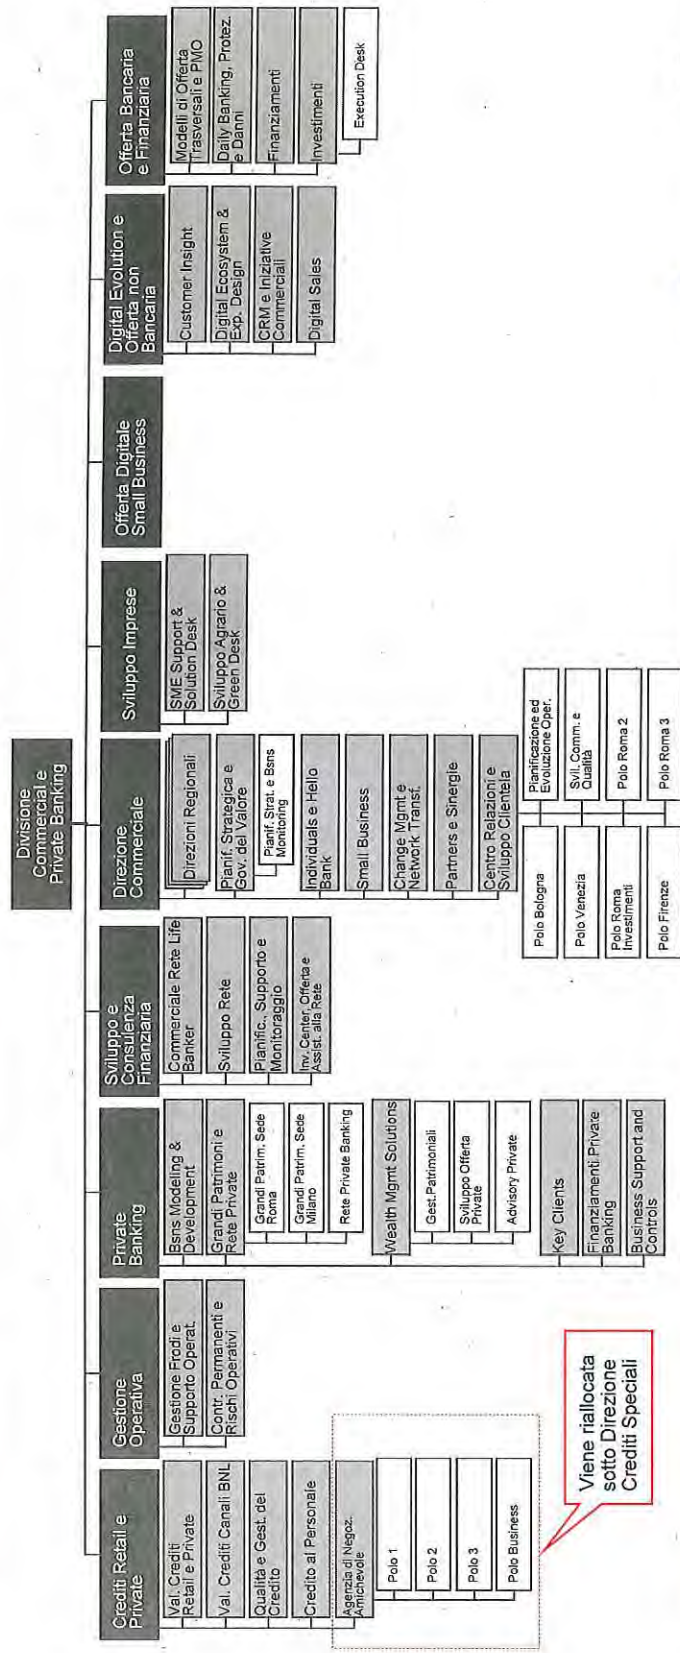 Divisione
Commercial e
Private Banking
Crediti Retail e
Private
Val. Crediti
Retail e Private
Val. Crediti Canali BNL
Qualità e Gest. del
Credito
Credito al Personale
Agenzia di Negoz.
Amichevole
Polo 1
Polo 2
Polo 3
Polo Business
Viene riallocata
sotto Direzione
Crediti Speciali
Gestione
Operativa
Gestione Frodi e
Supporto Operat.
Contr. Permanenti e
Rischi Operativi
Private
Banking
Bsns Modeling &
Development
Grandi Patrimoni e
Rete Private
Grandi Patrim. Sede
Roma
Grandi Patrim. Sede
Milano
Rete Private Banking
Wealth Mgmt Solutions
Gest.Patrimoniali
Sviluppo Offerta
Private
Advisory Private
Key Clients
Finanziamenti Private
Banking
Business Support and
Controls
Sviluppo e
Consulenza
Finanziaria
Commerciale Rete Life
Banker
Sviluppo Rete
Pianific., Supporto e
Monitoraggio
Inv. Center, Offerta e
Assist. alla Rete
Direzione
Commerciale
Direzioni Regionali
Pianif. Strategica e
Gov. del Valore
Pianif. Strat. e Bsns
Monitoring
Individuals e Hello
Bank
Small Business
Change Mgmt e
Network Transf.
Partners e Sinergie
Centro Relazioni e
Sviluppo Clientela
Polo Bologna
Pianificazione ed
Evoluzione Oper.
Polo Venezia
Svil. Comm. e
Qualità
Polo Roma
Investimenti
Polo Roma 2
Polo Firenze
Polo Roma 3
Sviluppo Imprese
SME Support &
Solution Desk
Sviluppo Agrario &
Green Desk
Offerta Digitale
Small Business
Digital Evolution e
Offerta non
Bancaria
Customer Insight
Digital Ecosystem &
Exp. Design
CRM e Iniziative
Commerciali
Digital Sales
Offerta Bancaria
e Finanziaria
Modelli di Offerta
Trasversali e PMO
Daily Banking, Protez.
e Danni
Finanziamenti
Investimenti
Execution Desk